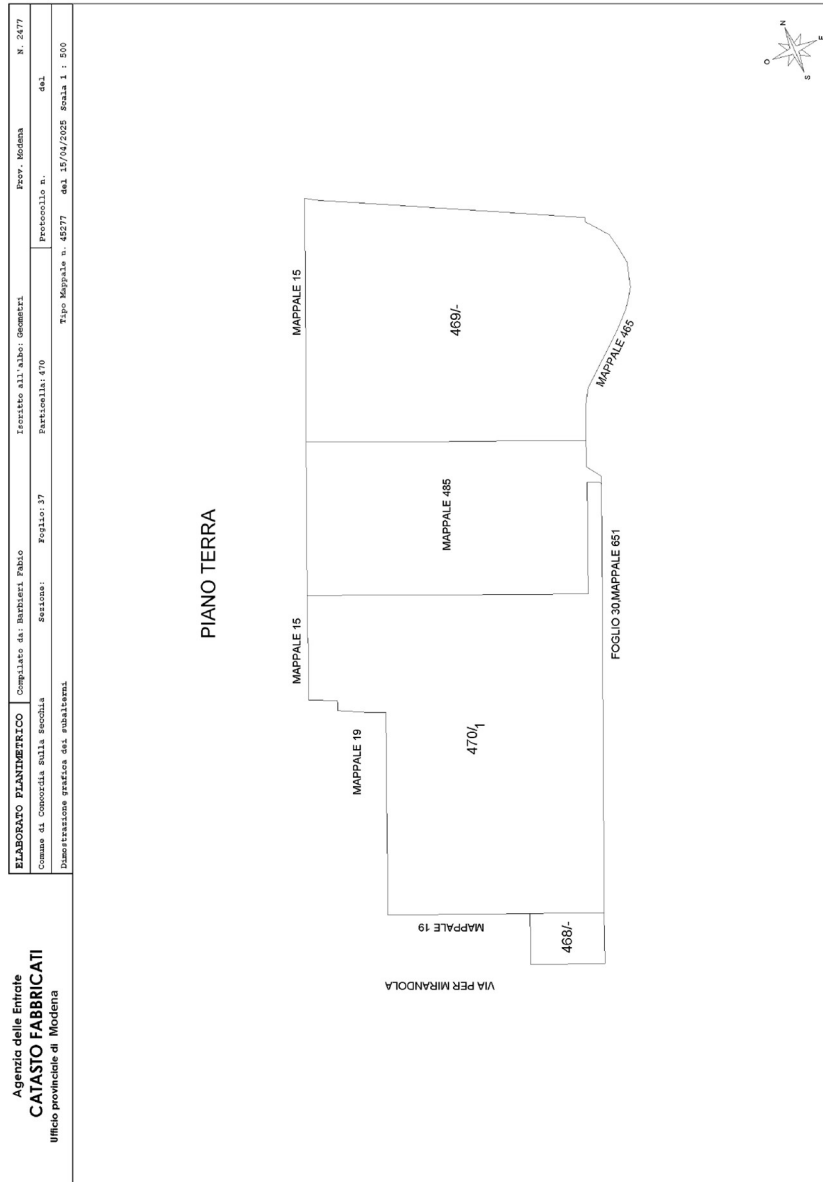 Agenzia delle Entrate
CATASTO FABBRICATI
Ufficio provinciale di Modena
ELABORATO PLANIMETRICO
Compilato da: Barbieri Fabio
Iscritto all'albo: Geometri
Prov. Modena
N. 2477
Comune di Concordia Sulla Secchia
Sezione:
Foglio: 37
Particella: 470
Protocollo n.
del
Dimostrazione grafica dei subalterni
Tipo Mappale n. 45277
del 15/04/2025
Scala 1 : 500
PIANO TERRA
MAPPALE 15
469/-
MAPPALE 465
MAPPALE 485
MAPPALE 15
FOGLIO 30,MAPPALE 651
MAPPALE 19
470/1
MAPPALE 19
468/-
VIA PER MIRANDOLA
N
O
S
E